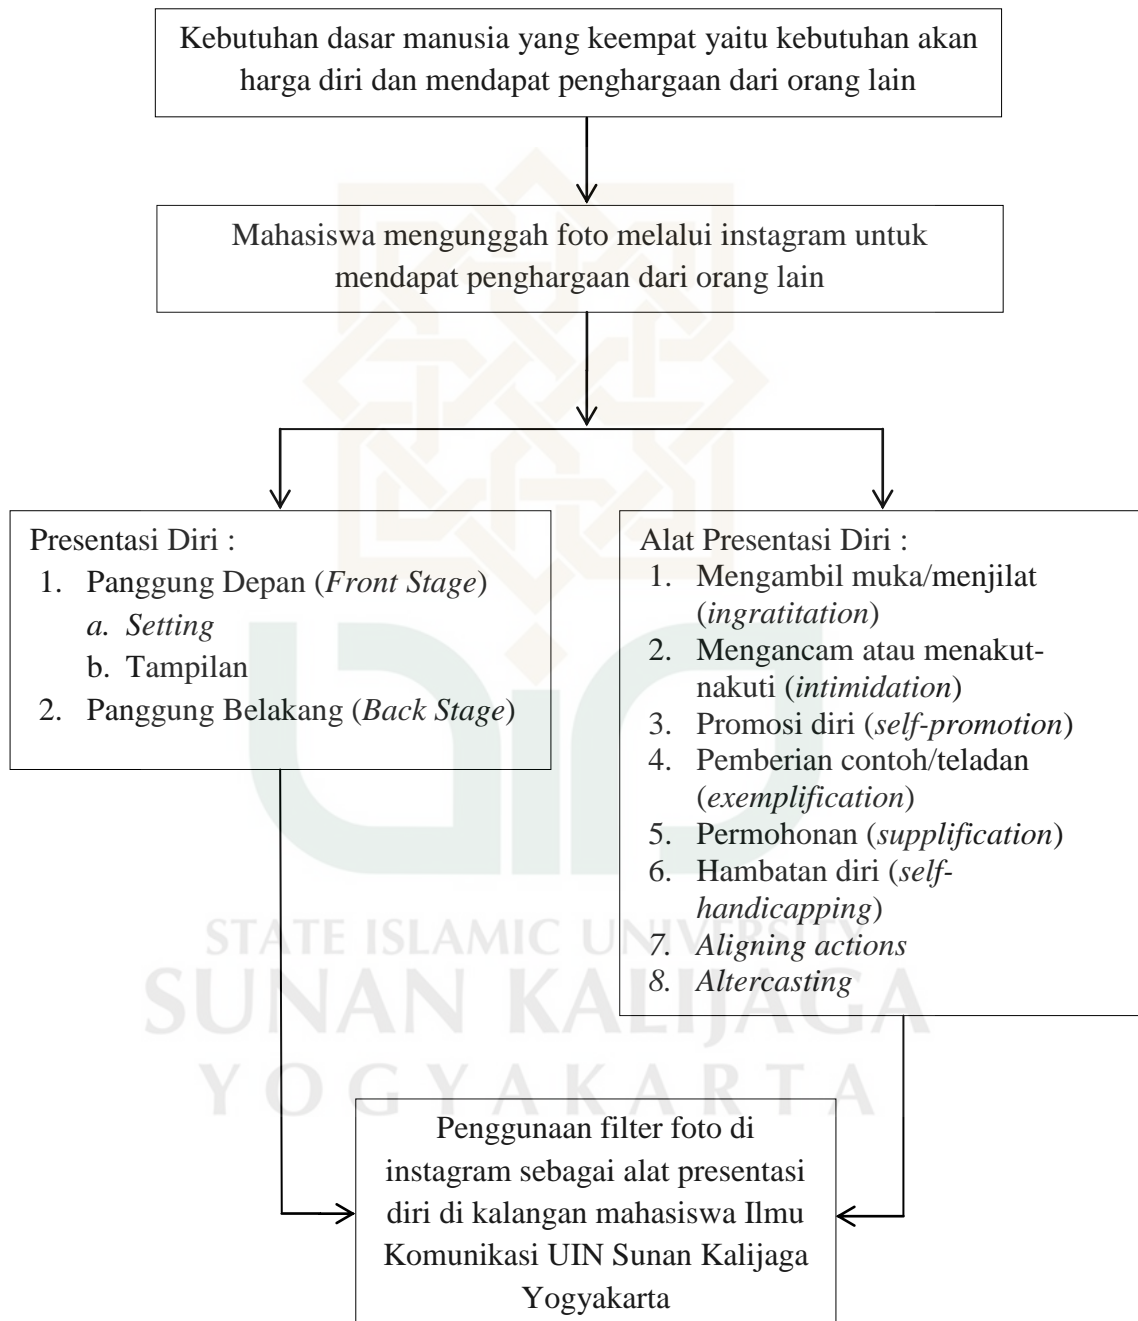 Kebutuhan dasar manusia yang keempat yaitu kebutuhan akan
harga diri dan mendapat penghargaan dari orang lain
Mahasiswa mengunggah foto melalui instagram untuk
mendapat penghargaan dari orang lain
Presentasi Diri :
1. Panggung Depan (Front Stage)
a. Setting
b. Tampilan
2. Panggung Belakang (Back Stage)
Alat Presentasi Diri :
1. Mengambil muka/menjilat
(ingratitation)
2. Mengancam atau menakut-
nakuti (intimidation)
3. Promosi diri (self-promotion)
4. Pemberian contoh/teladan
(exemplification)
5. Permohonan (supplification)
6. Hambatan diri (self-
handicapping)
7. Aligning actions
8. Altercasting
STATE ISLAMIC UNIVERSITY
SUNAN KALIJAGA
YOGYAKARTA
Penggunaan filter foto di
instagram sebagai alat presentasi
diri di kalangan mahasiswa Ilmu
Komunikasi UIN Sunan Kalijaga
Yogyakarta